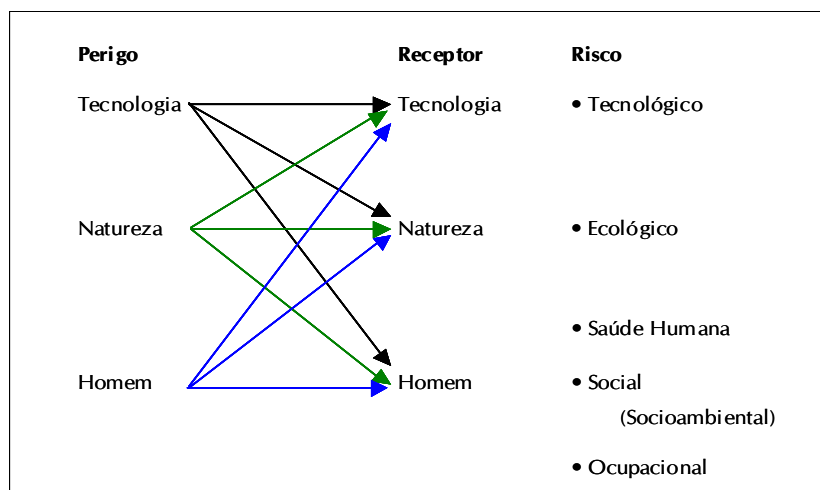 Perigo Receptor Risco
Tecnologia Tecnologia • Tecnológico
Natureza Natureza • Ecológico
• Saúde Humana
Homem Homem • Social
(Socioambiental)
• Ocupacional